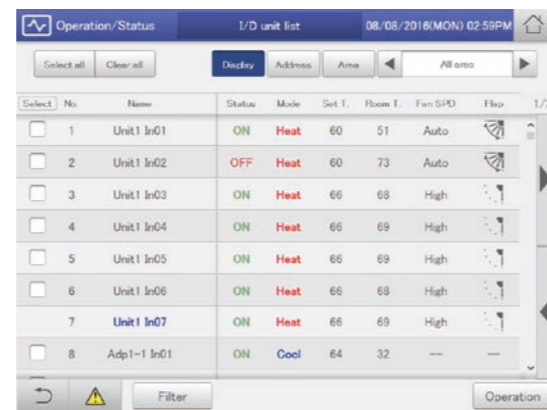 Operation/Status I/D unit list 08/08/2016(MON) 02:59PM
Select all Clear all Display Address Area All area
Select No. Name Status Mode Set T. Room T. Fan SPD Flap 1/
1 Unit1 In01 ON Heat 60 51 Auto
2 Unit1 In02 OFF Heat 60 73 Auto
3 Unit1 In03 ON Heat 66 68 High
4 Unit1 In04 ON Heat 66 69 High
5 Unit1 In05 ON Heat 66 69 High
6 Unit1 In06 ON Heat 66 68 High
7 Unit1 In07 ON Heat 66 69 High
8 Adp1-1 In01 ON Cool 64 32 -- --
Filter Operation